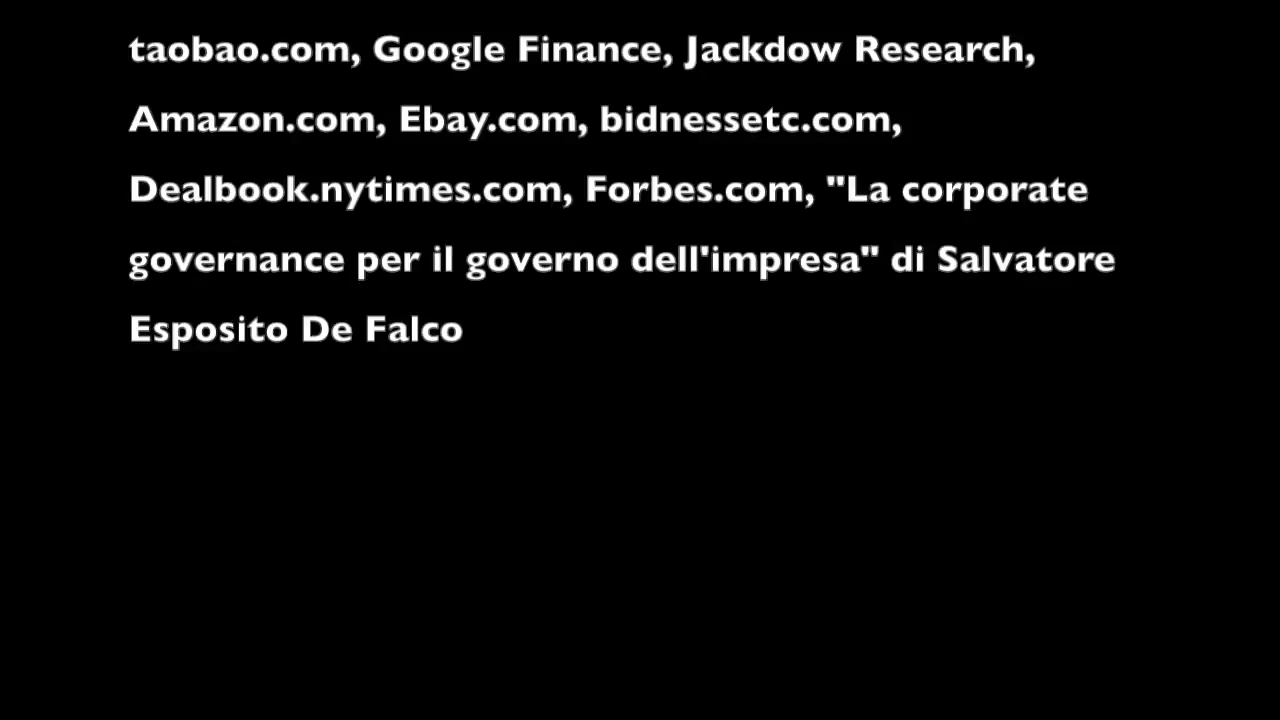 taobao.com, Google Finance, Jackdow Research,
Amazon.com, Ebay.com, bidnessetc.com,
Dealbook.nytimes.com, Forbes.com, "La corporate
governance per il governo dell'impresa" di Salvatore
Esposito De Falco